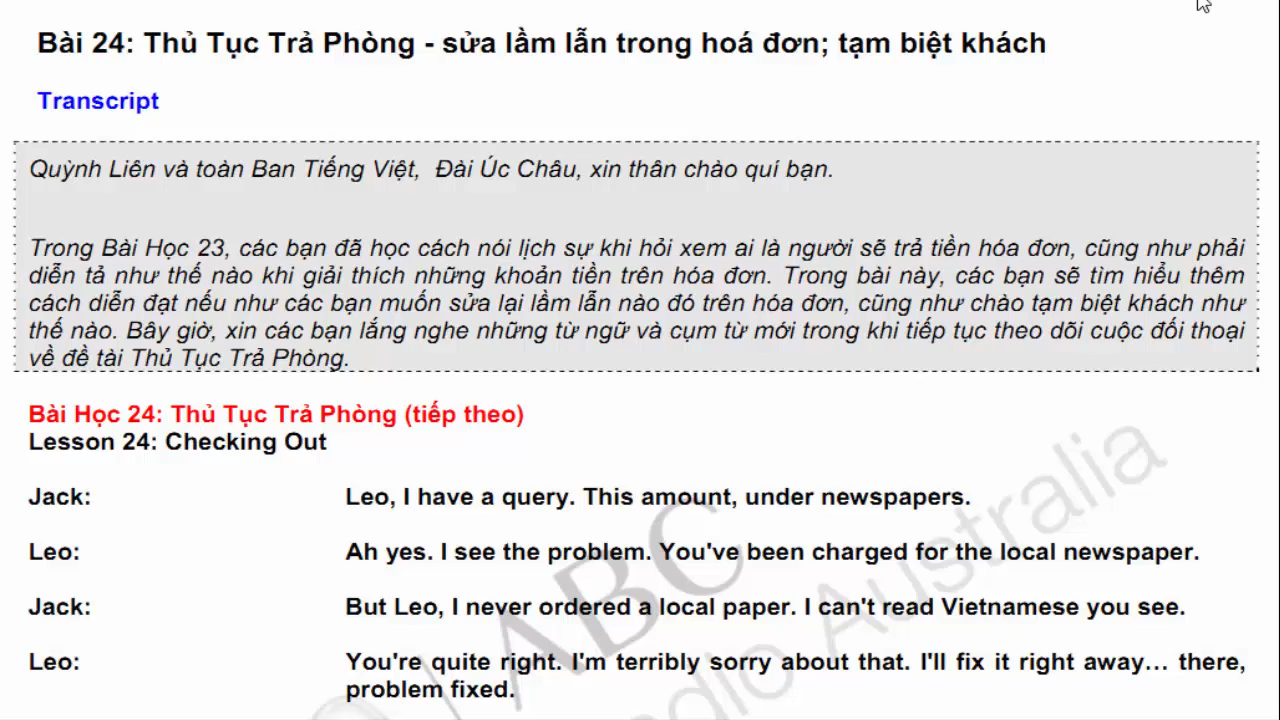 Bài 24: Thủ Tục Trả Phòng - sửa lầm lẫn trong hoá đơn; tạm biệt khách
Transcript
Quỳnh Liên và toàn Ban Tiếng Việt, Đài Úc Châu, xin thân chào quí bạn.
Trong Bài Học 23, các bạn đã học cách nói lịch sự khi hỏi xem ai là người sẽ trả tiền hóa đơn, cũng như phải
diễn tả như thế nào khi giải thích những khoản tiền trên hóa đơn. Trong bài này, các bạn sẽ tìm hiểu thêm
cách diễn đạt nếu như các bạn muốn sửa lại lầm lẫn nào đó trên hóa đơn, cũng như chào tạm biệt khách như
thế nào. Bây giờ, xin các bạn lắng nghe những từ ngữ và cụm từ mới trong khi tiếp tục theo dõi cuộc đối thoại
về đề tài Thủ Tục Trả Phòng.
Bài Học 24: Thủ Tục Trả Phòng (tiếp theo)
Lesson 24: Checking Out
Jack: Leo, I have a query. This amount, under newspapers.
Leo: Ah yes. I see the problem. You've been charged for the local newspaper.
Jack: But Leo, I never ordered a local paper. I can't read Vietnamese you see.
Leo: You're quite right. I'm terribly sorry about that. I'll fix it right away… there,
problem fixed.
ABC
Radio Australia